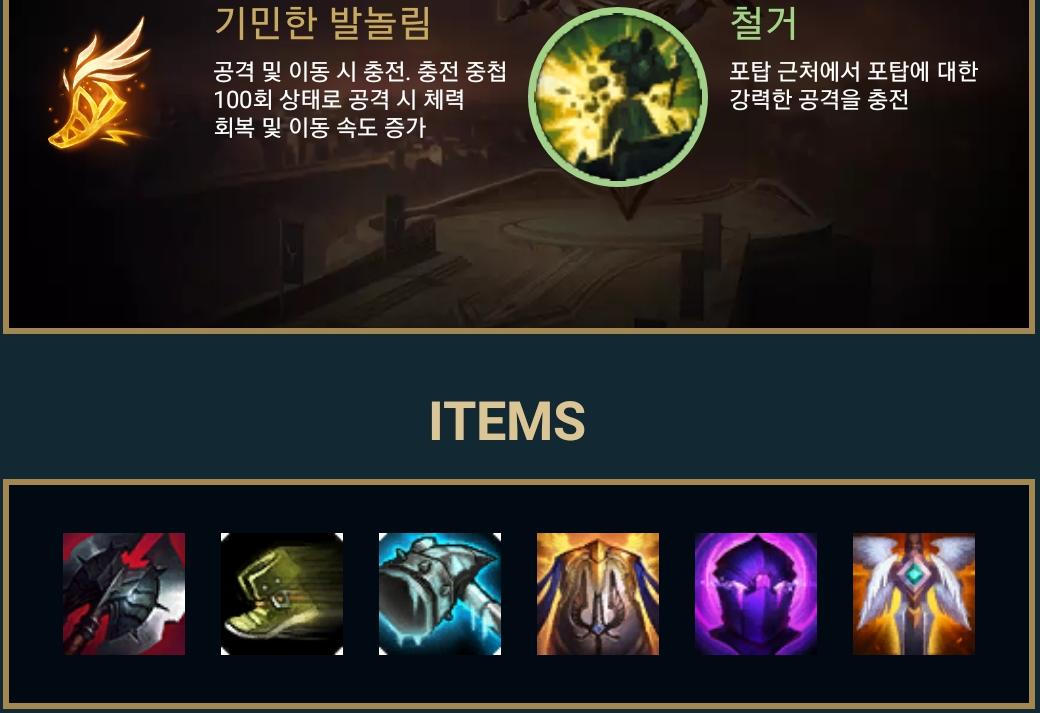 기민한 발놀림
공격 및 이동 시 충전. 충전 중첩
100회 상태로 공격 시 체력
회복 및 이동 속도 증가
철거
포탑 근처에서 포탑에 대한
강력한 공격을 충전
ITEMS